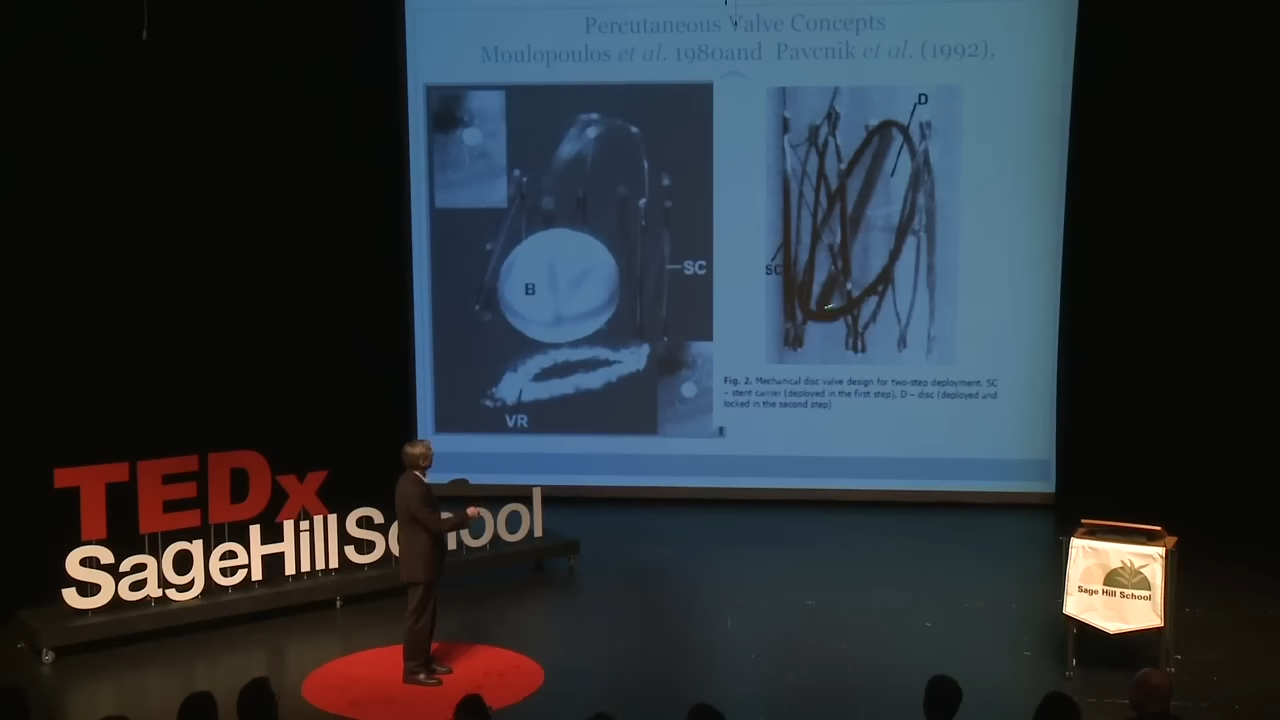 Percutaneous Valve Concepts
Moulopoulos et al. 1980and Pavcnik et al. (1992).
D
SC
B
SC
VR
Fig. 2. Mechanical disc valve design for two-step deployment. SC
– stent carrier (deployed in the first step), D – disc (deployed and
locked in the second step)
TEDx
SageHillSchool
Sage Hill School